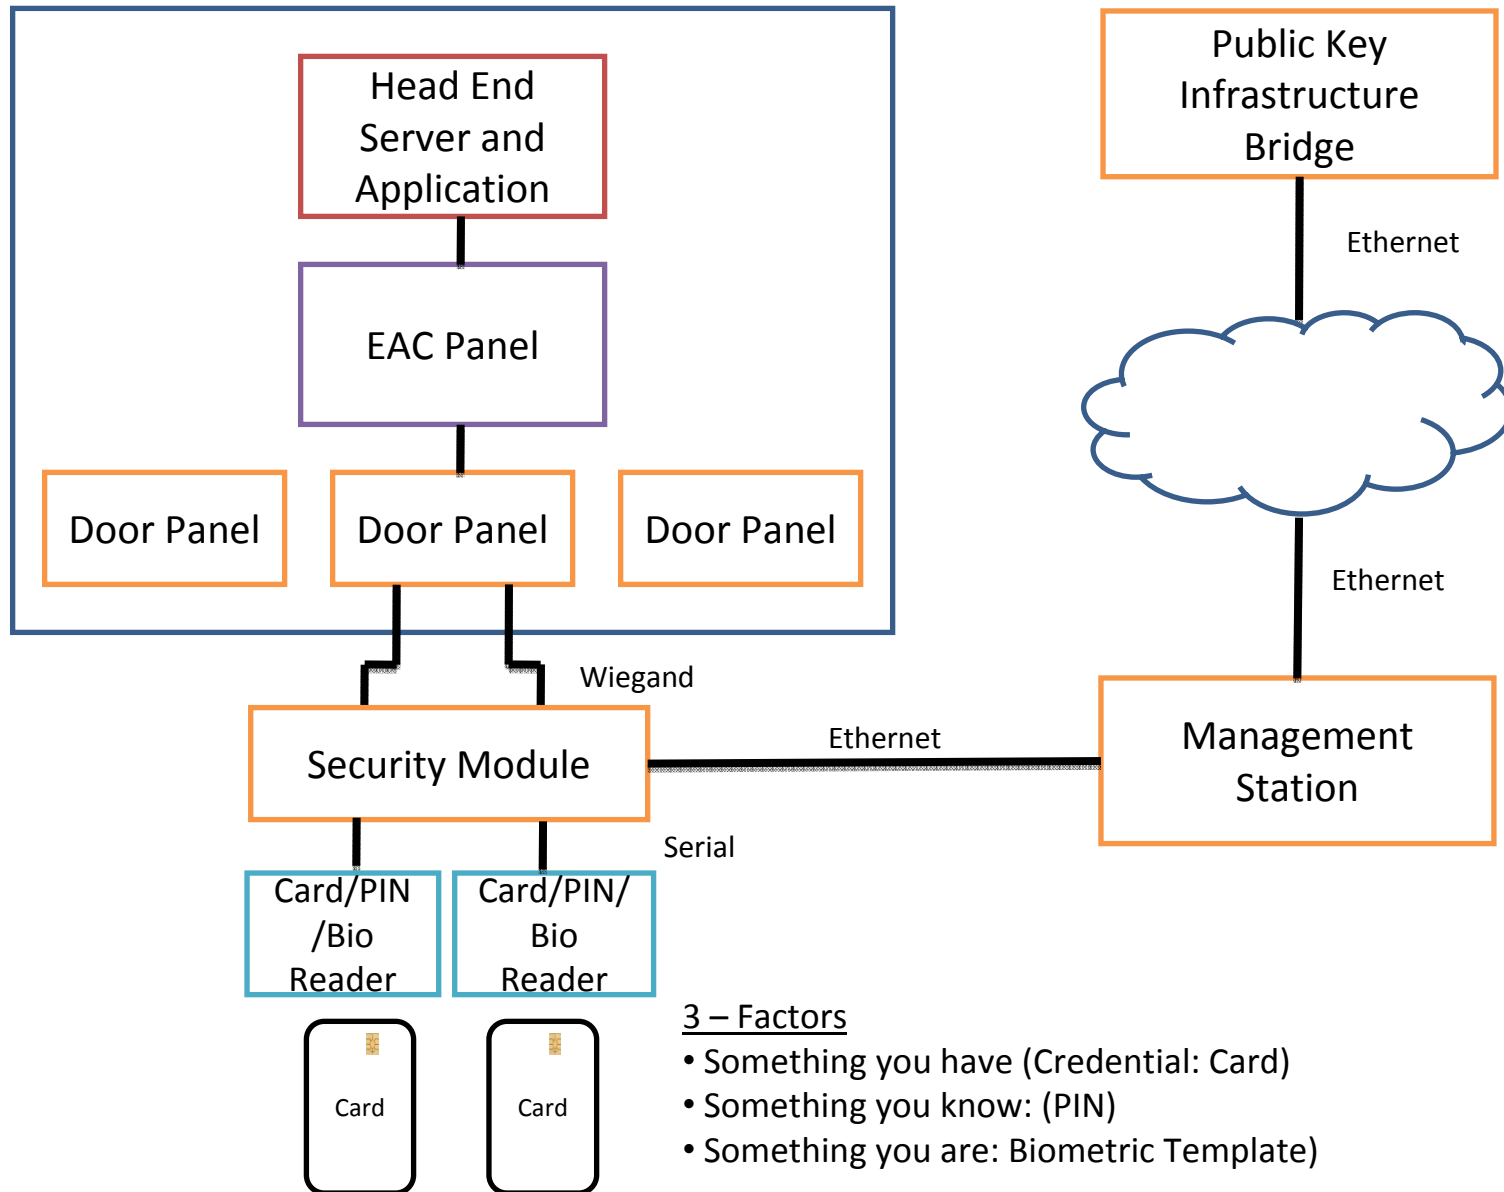 Head End
Server and
Application
EAC Panel
Door Panel
Door Panel
Door Panel
Wiegand
Security Module
Serial
Card/PIN
/Bio
Reader
Card/PIN/
Bio
Reader
Card
Card
Public Key
Infrastructure
Bridge
Ethernet
Ethernet
Ethernet
Management
Station
3 – Factors
• Something you have (Credential: Card)
• Something you know: (PIN)
• Something you are: Biometric Template)